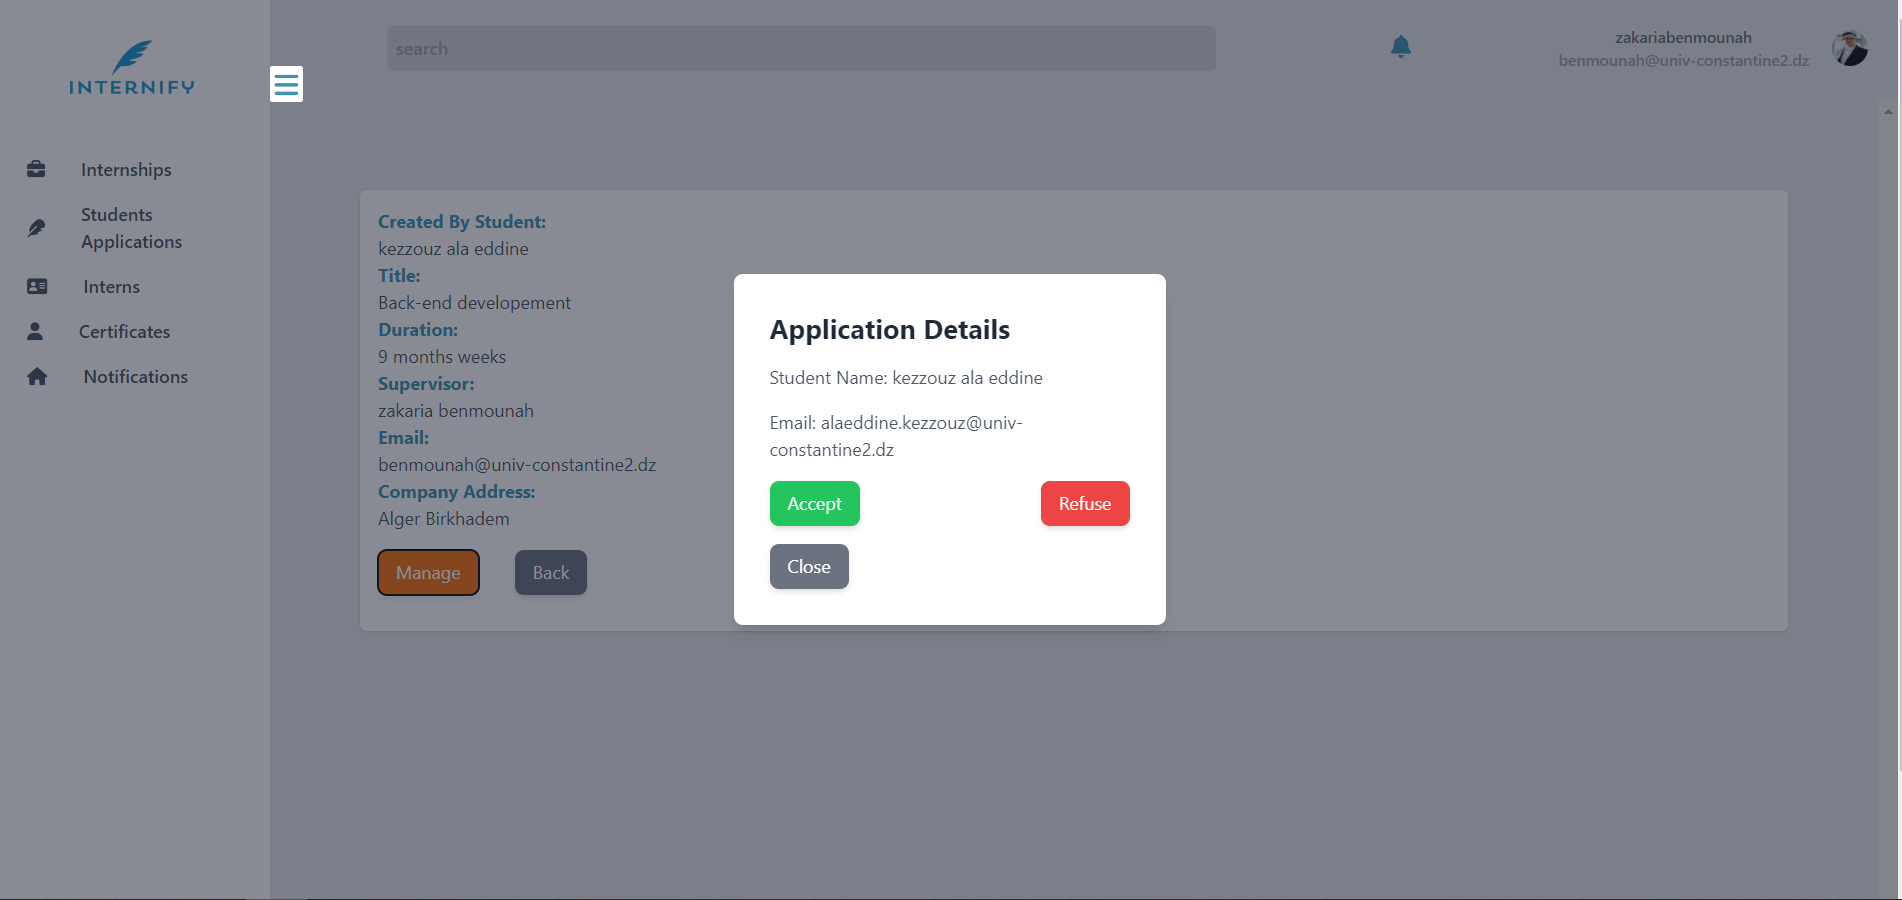 INTERNIFY
search
zakariabenmounah
benmounah@univ-constantine2.dz
Internships
Students
Applications
Interns
Certificates
Notifications
Created By Student:
kezzouz ala eddine
Title:
Back-end developement
Duration:
9 months weeks
Supervisor:
zakaria benmounah
Email:
benmounah@univ-constantine2.dz
Company Address:
Alger Birkhadem
Manage
Back
Application Details
Student Name: kezzouz ala eddine
Email: alaeddine.kezzouz@univ-
constantine2.dz
Accept
Refuse
Close